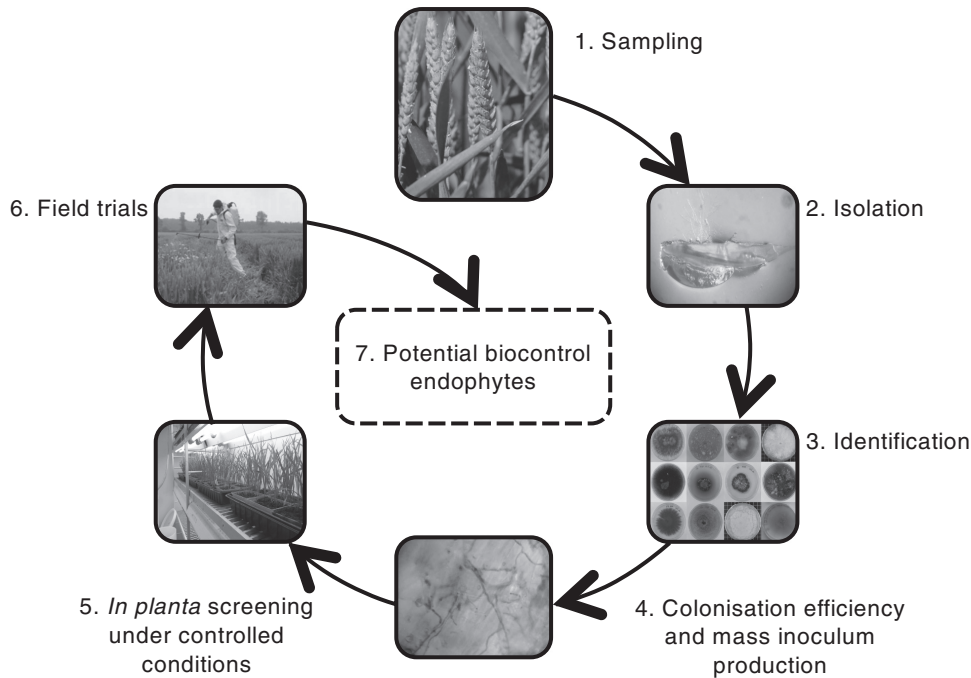 1. Sampling
2. Isolation
3. Identification
4. Colonisation efficiency
and mass inoculum
production
5. In planta screening
under controlled
conditions
6. Field trials
7. Potential biocontrol
endophytes